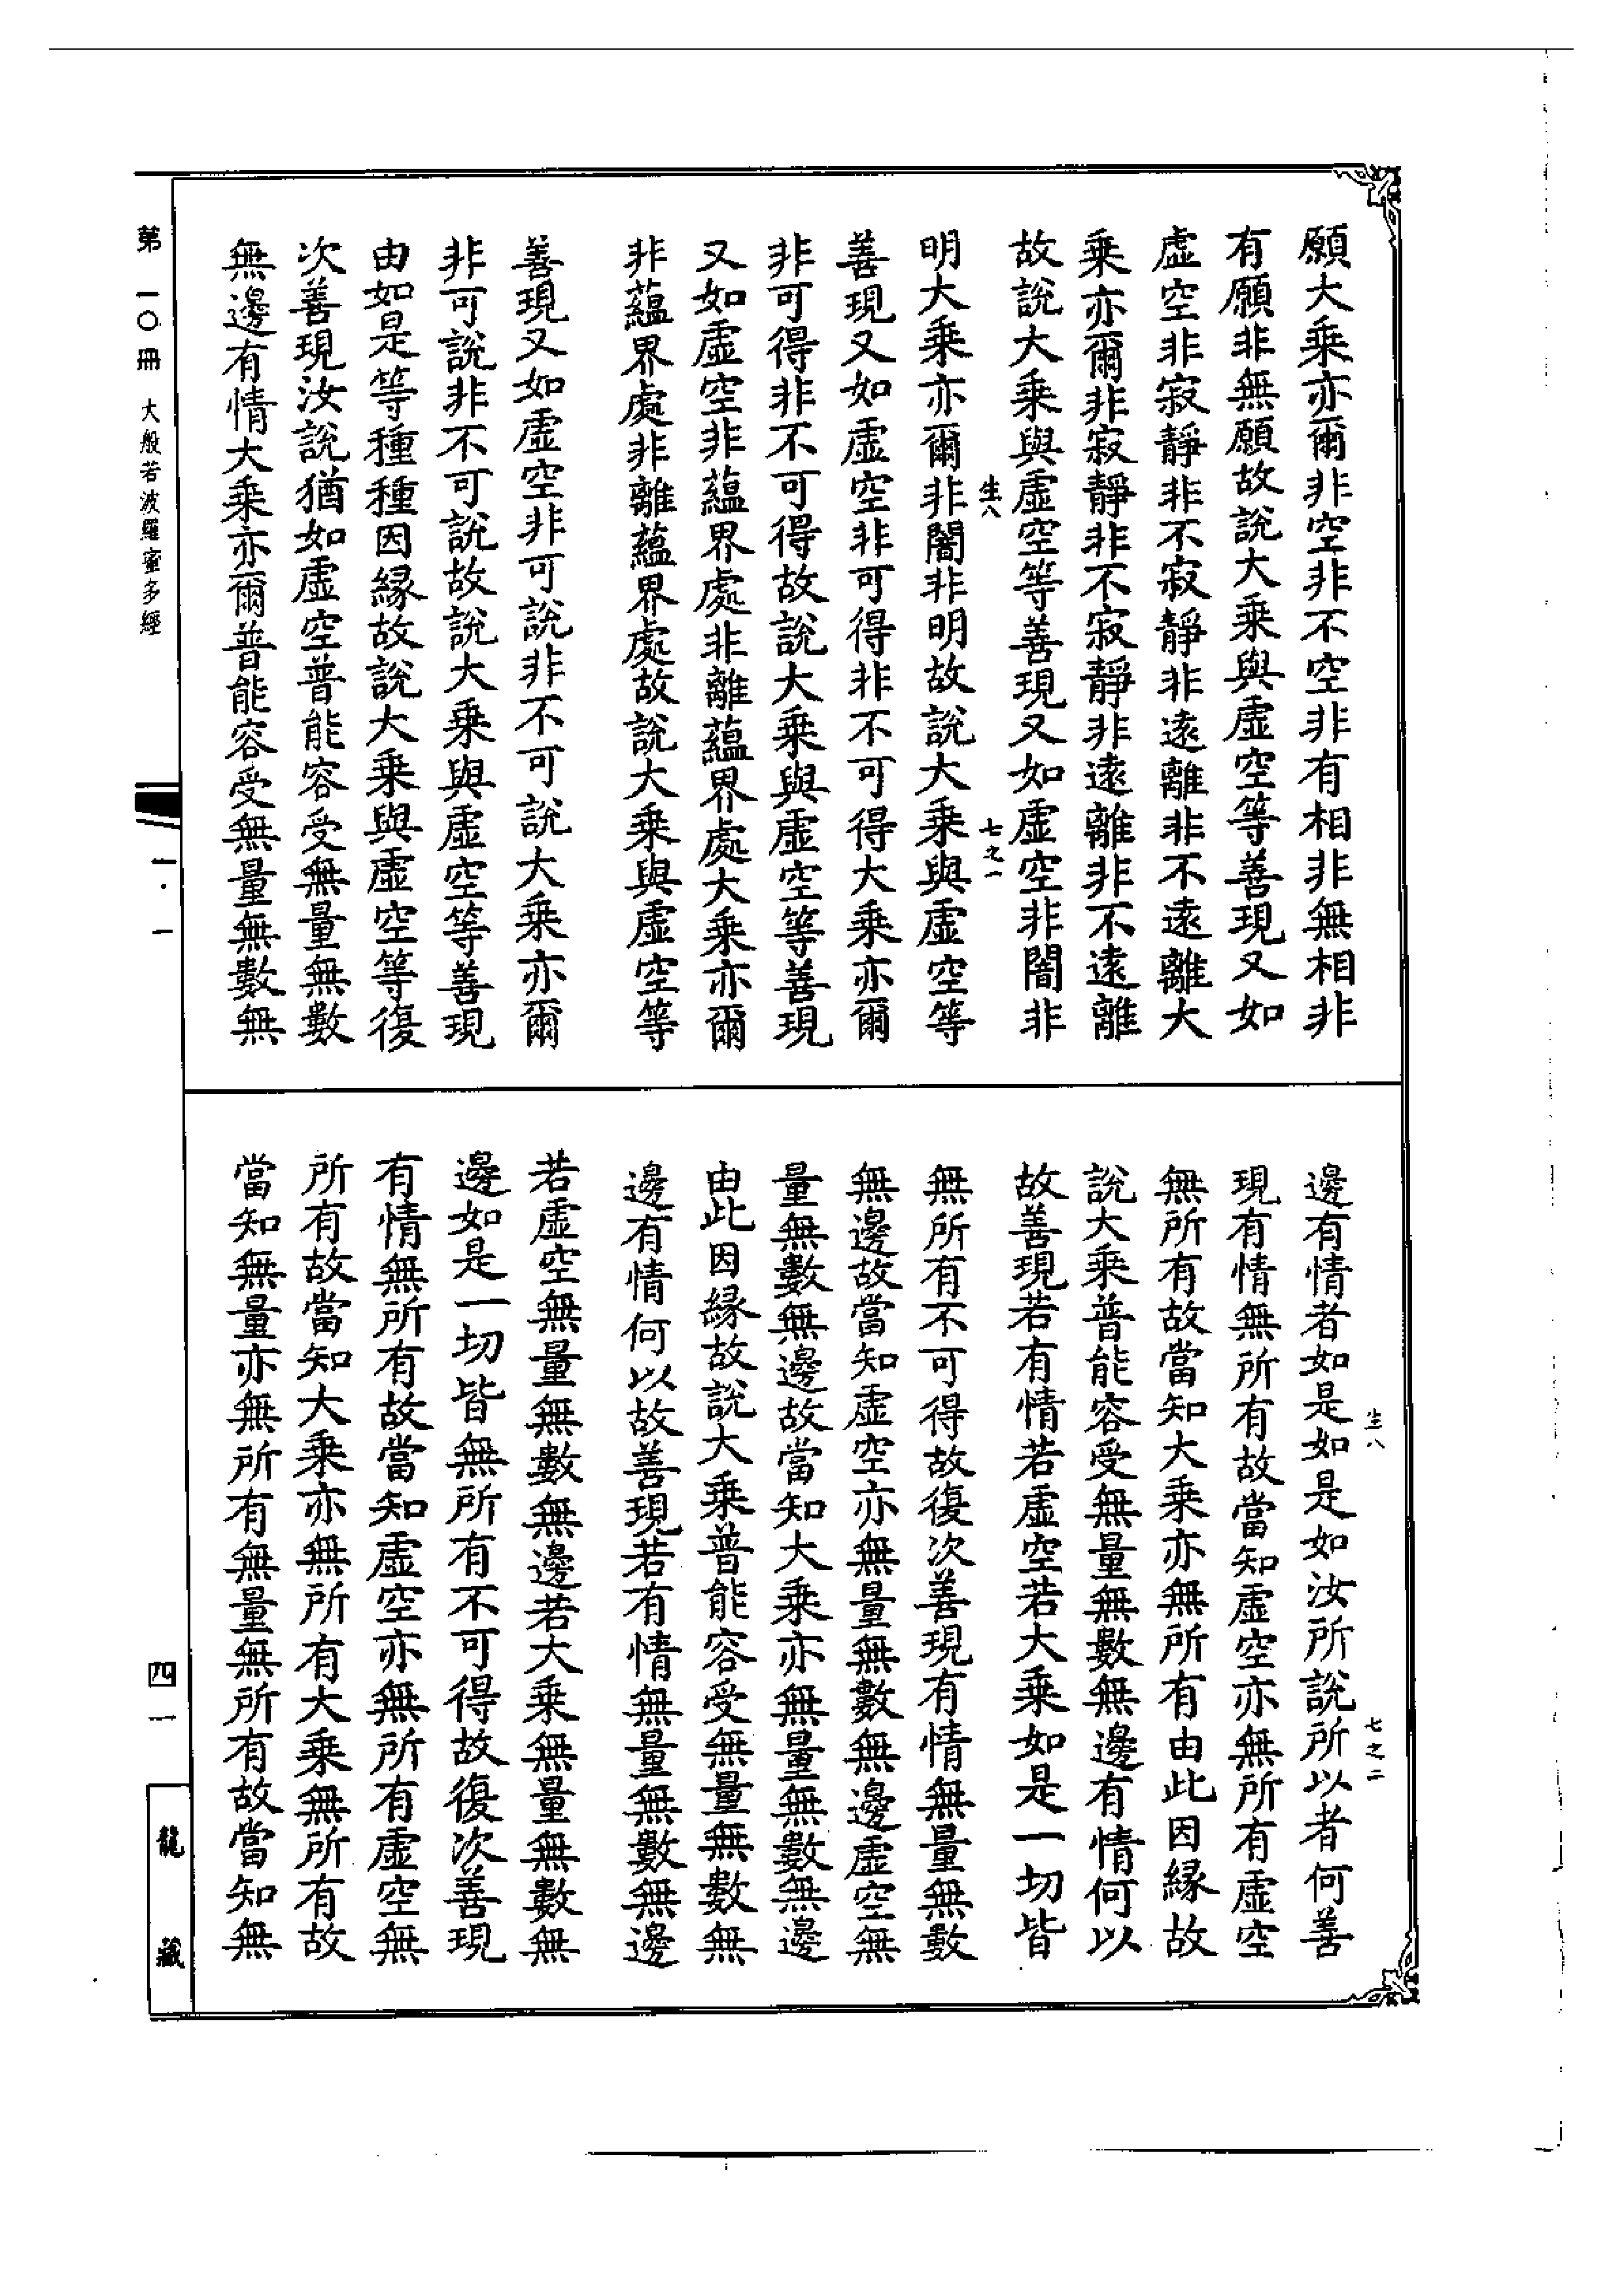 願大乘亦爾非空非不空非有相非無相非
有願非無願故說大乘與虛空等善現又如
虛空非寂靜非不寂靜非遠離非不遠離大
乘亦爾非寂靜非不寂靜非遠離非不遠離
故說大乘與虛空等善現又如虛空非闇非
生八 七之一
明大乘亦爾非闇非明故說大乘與虛空等
善現又如虛空非可得非不可得大乘亦爾
非可得非不可得故說大乘與虛空等善現
又如虛空非蘊界處非離蘊界處大乘亦爾
非蘊界處非離蘊界處故說大乘與虛空等
善現又如虛空非可說非不可說大乘亦爾
非可說非不可說故說大乘與虛空等善現
由如是等種種因緣故說大乘與虛空等復
次善現汝說猶如虛空普能容受無量無數
無邊有情大乘亦爾普能容受無量無數無
生八 七之二
邊有情者如是如是如汝所說所以者何善
現有情無所有故當知虛空亦無所有虛空
無所有故當知大乘亦無所有由此因緣故
說大乘普能容受無量無數無邊有情何以
故善現若有情若虛空若大乘如是一切皆
無所有不可得故復次善現有情無量無數
無邊故當知虛空亦無量無數無邊虛空無
量無數無邊故當知大乘亦無量無數無邊
由此因緣故說大乘普能容受無量無數無
邊有情何以故善現若有情無量無數無邊
若虛空無量無數無邊若大乘無量無數無
邊如是一切皆無所有不可得故復次善現
有情無所有故當知虛空亦無所有虛空無
所有故當知大乘亦無所有大乘無所有故
當知無量亦無所有無量無所有故當知無
第一〇冊 大般若波羅蜜多經
一·一
四一
龍藏